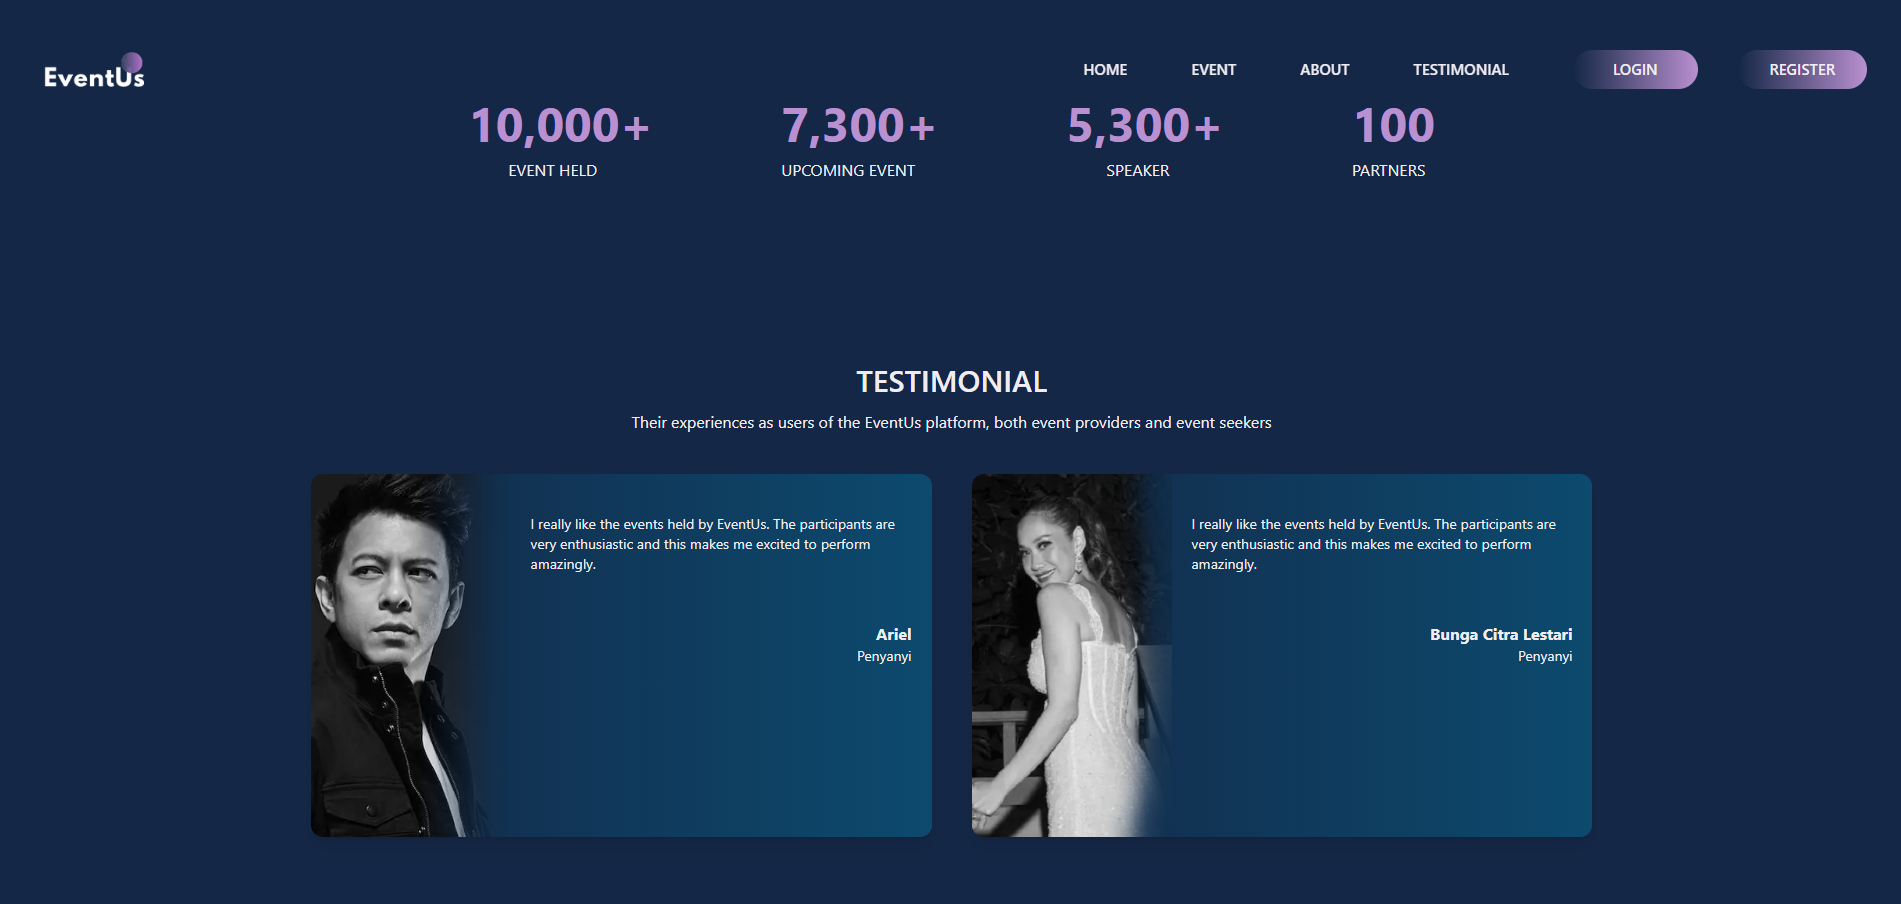 EventUs
HOME EVENT ABOUT TESTIMONIAL LOGIN REGISTER
10,000+ 7,300+ 5,300+ 100
EVENT HELD UPCOMING EVENT SPEAKER PARTNERS
TESTIMONIAL
Their experiences as users of the EventUs platform, both event providers and event seekers
I really like the events held by EventUs. The participants are
very enthusiastic and this makes me excited to perform
amazingly.
Ariel
Penyanyi
I really like the events held by EventUs. The participants are
very enthusiastic and this makes me excited to perform
amazingly.
Bunga Citra Lestari
Penyanyi